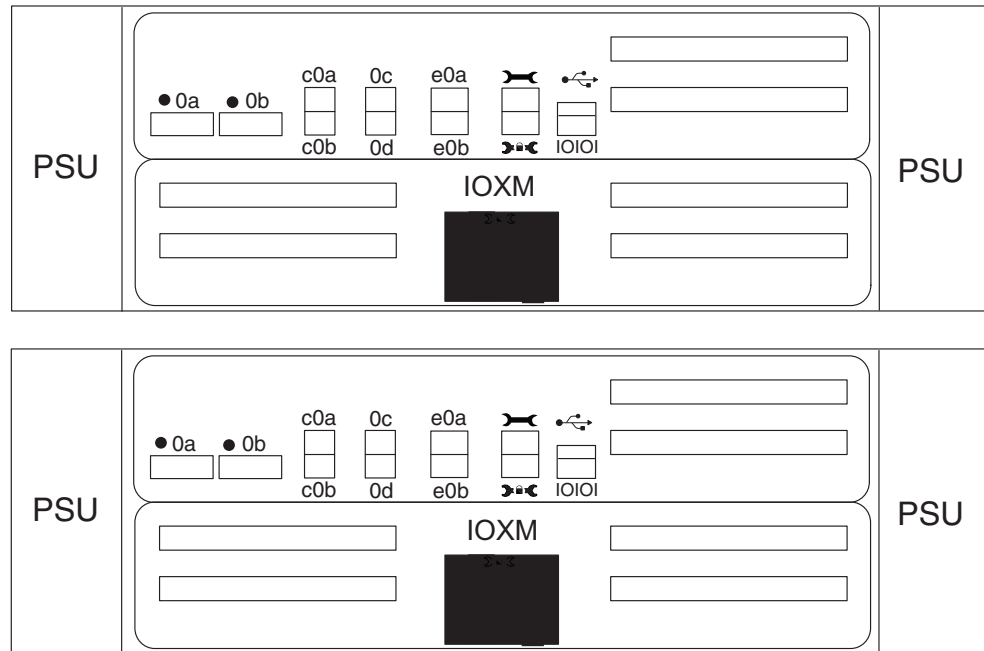 c0a 0c e0a
● 0a ● 0b
c0b 0d e0b IOIOI
PSU IOXM PSU
c0a 0c e0a
● 0a ● 0b
c0b 0d e0b IOIOI
PSU IOXM PSU